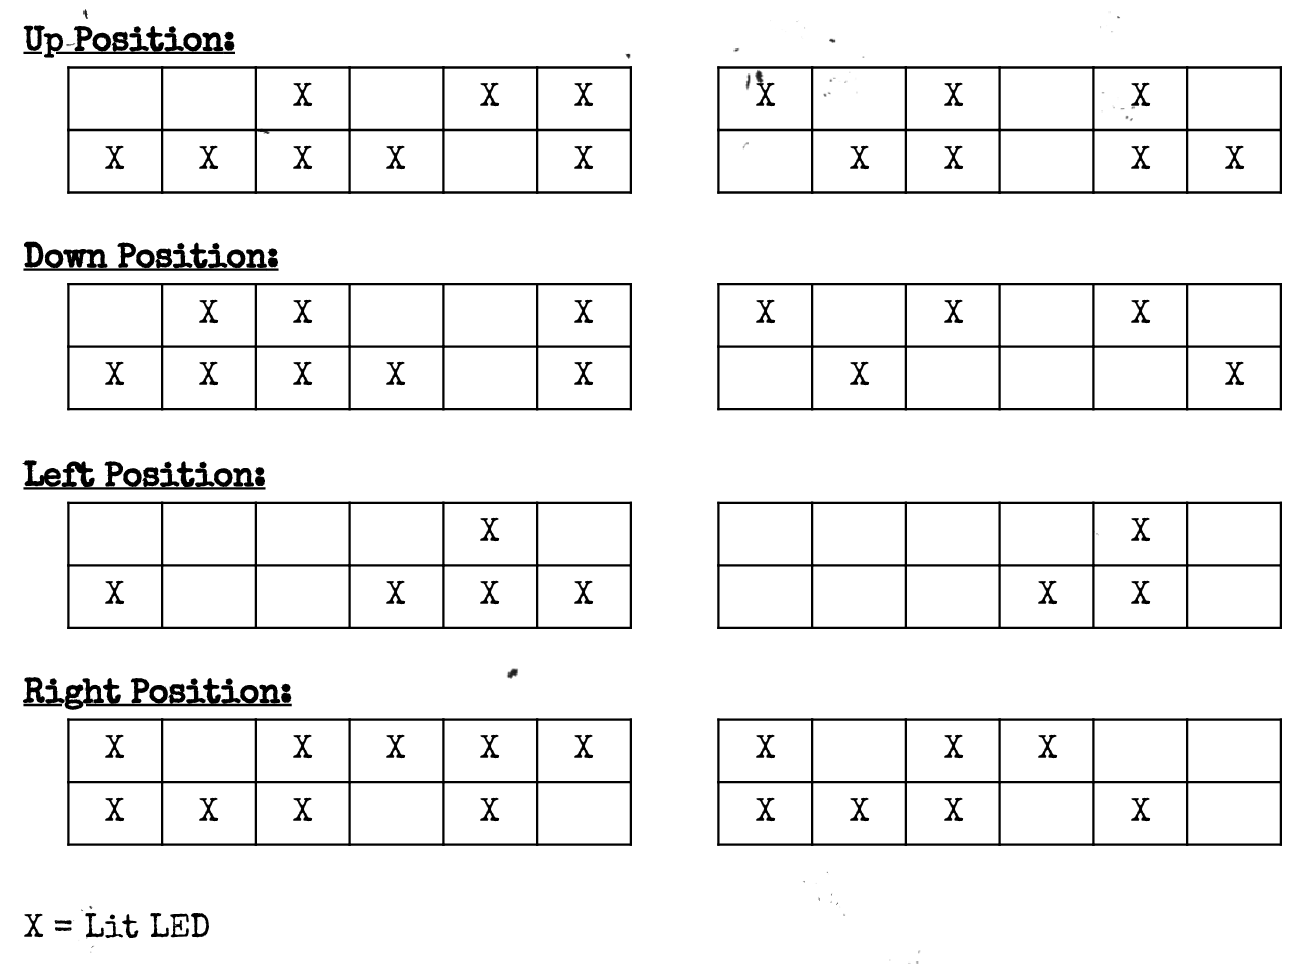 Up Position:
X X X X X X
X X X X X X X X X
Down Position:
X X X X X X
X X X X X X X
Left Position:
X X
X X X X X X
Right Position:
X X X X X X X X
X X X X X X X X
X = Lit LED